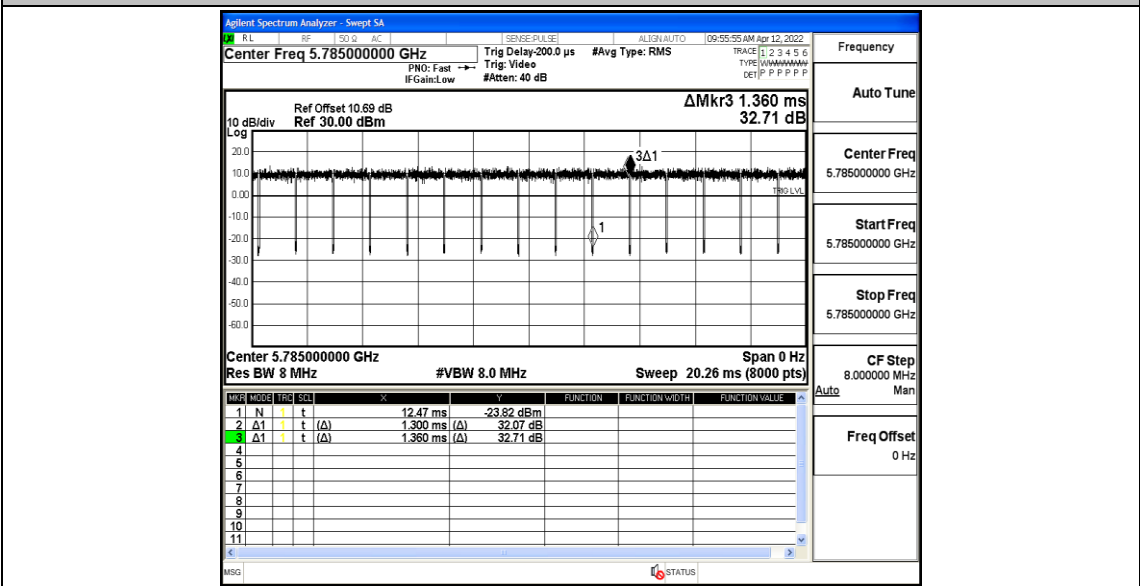 Agilent Spectrum Analyzer - Swept SA
RL RF 50 Ω AC SENSE:PULSE ALIGNAUTO 09:55:55 AM Apr 12, 2022
Center Freq 5.785000000 GHz
PNO: Fast
IFGain:Low
Trig Delay-200.0 µs
Trig: Video
#Atten: 40 dB
#Avg Type: RMS
TRACE 1 2 3 4 5 6
TYPE
DET P P P P P P
ΔMkr3 1.360 ms
32.71 dB
Ref Offset 10.69 dB
10 dB/div Ref 30.00 dBm
Log
20.0
10.0
0.00
-10.0
-20.0
-30.0
-40.0
-50.0
-60.0
3Δ1
TRIG LVL
1
Center 5.785000000 GHz Span 0 Hz
Res BW 8 MHz #VBW 8.0 MHz Sweep 20.26 ms (8000 pts)
MKR MODE TRC SCL X Y FUNCTION FUNCTION WIDTH FUNCTION VALUE
1 N 1 t 12.47 ms -23.82 dBm
2 Δ1 1 t (Δ) 1.300 ms (Δ) 32.07 dB
3 Δ1 1 t (Δ) 1.360 ms (Δ) 32.71 dB
4
5
6
7
8
9
10
11
MSG STATUS
Frequency
Auto Tune
Center Freq
5.785000000 GHz
Start Freq
5.785000000 GHz
Stop Freq
5.785000000 GHz
CF Step
8.000000 MHz
Auto Man
Freq Offset
0 Hz